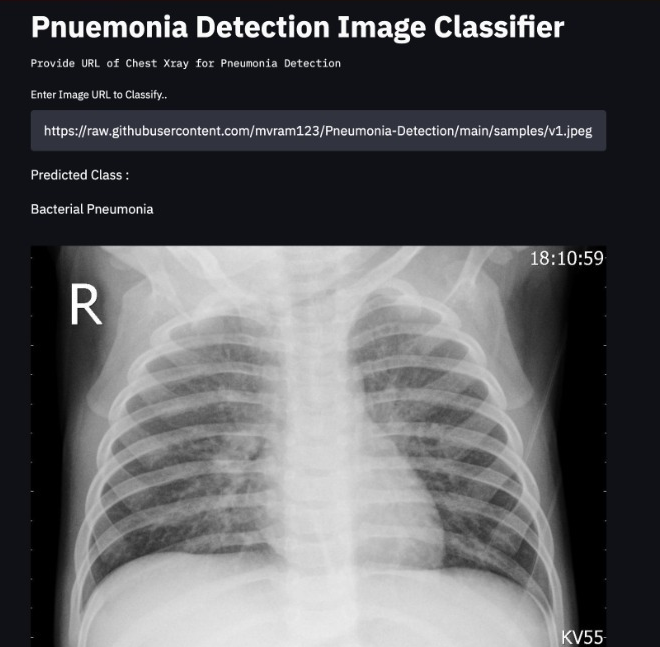 Pnuemonia Detection Image Classifier
Provide URL of Chest Xray for Pneumonia Detection
Enter Image URL to Classify..
https://raw.githubusercontent.com/mvram123/Pneumonia-Detection/main/samples/v1.jpeg
Predicted Class :
Bacterial Pneumonia
18:10:59
R
KV55